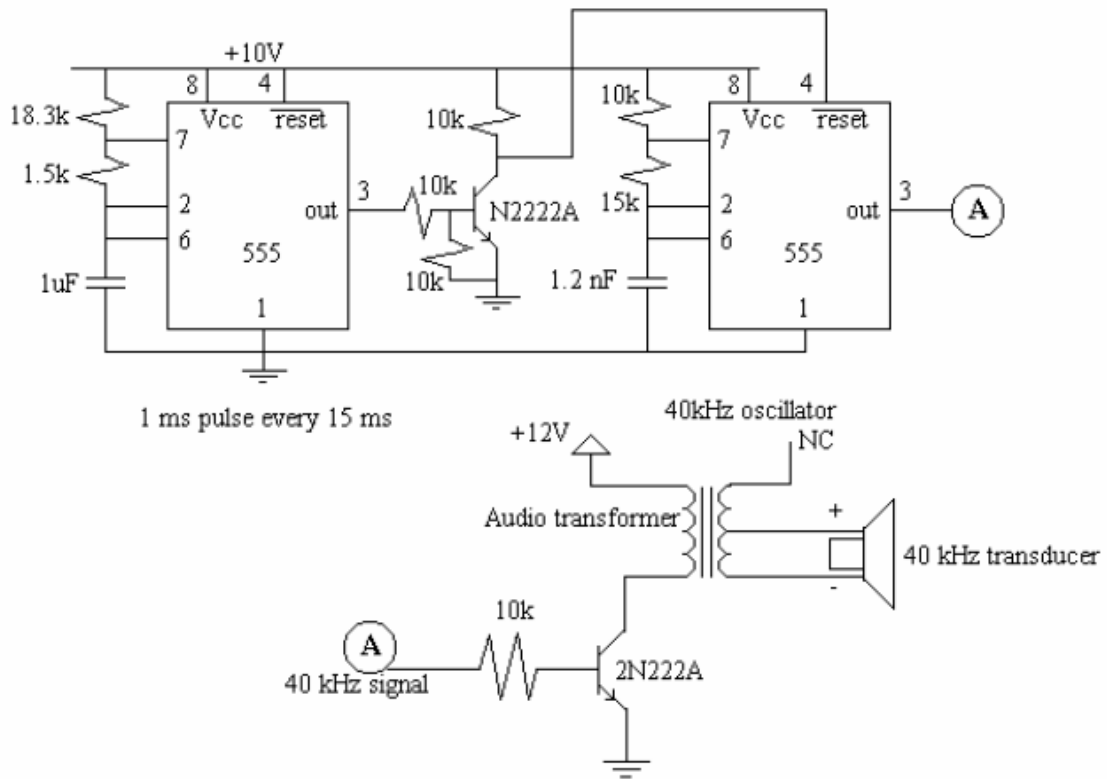 +10V
8
4
18.3k
Vcc
reset
7
1.5k
2
6
3
out
555
1uF
1
10k
10k
N2222A
10k
10k
15k
1.2 nF
8
4
Vcc
reset
7
2
6
3
out
555
1
A
1 ms pulse every 15 ms
40kHz oscillator
NC
+12V
Audio transformer
+
-
40 kHz transducer
10k
A
40 kHz signal
2N222A